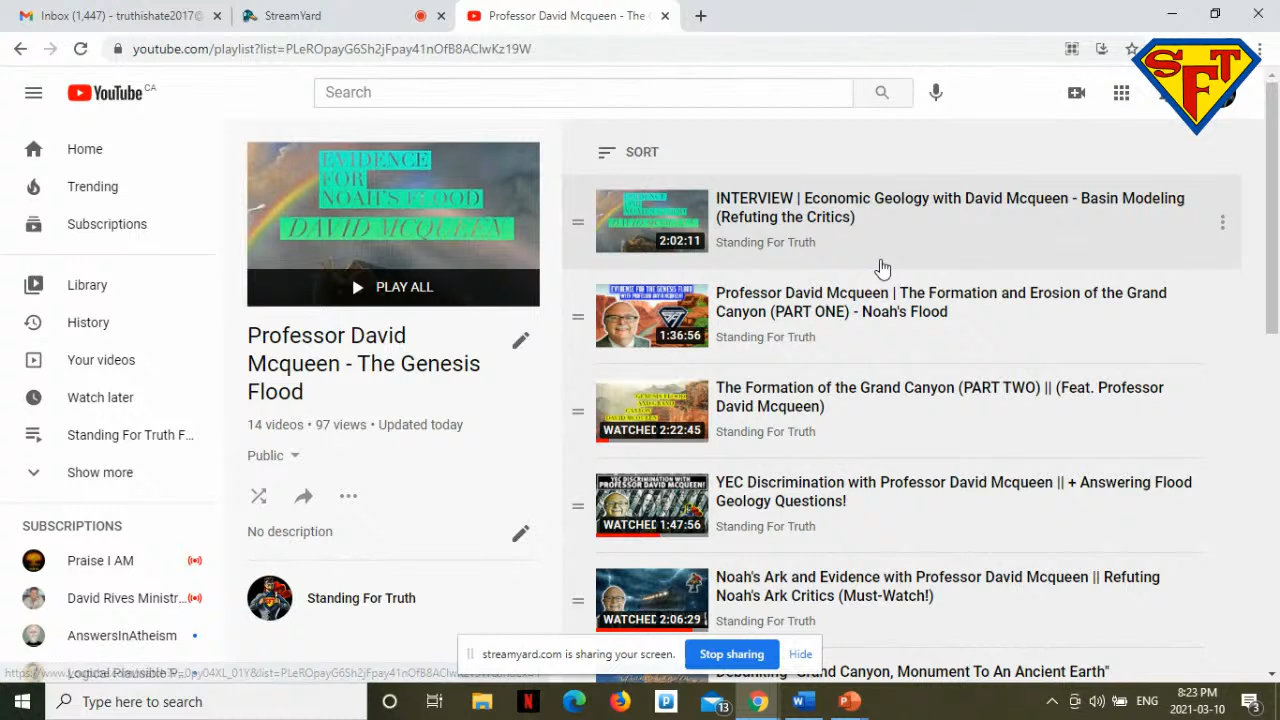 Inbox (1,447) - truthishate2017@
StreamYard
Professor David Mcqueen - The
youtube.com/playlist?list=PLeROpayG6Sh2jFpay41nOfB8AClwKz19W
SFT
YouTube CA
Search
Home
Trending
Subscriptions
Library
History
Your videos
Watch later
Standing For Truth F...
Show more
SUBSCRIPTIONS
Praise I AM
David Rives Ministr...
AnswersInAtheism
EVIDENCE
FOR
NOAH'S FLOOD
DAVID MCQUEEN
PLAY ALL
Professor David
Mcqueen - The Genesis
Flood
14 videos • 97 views • Updated today
Public
No description
Standing For Truth
SORT
2:02:11
INTERVIEW | Economic Geology with David Mcqueen - Basin Modeling
(Refuting the Critics)
Standing For Truth
1:36:56
Professor David Mcqueen | The Formation and Erosion of the Grand
Canyon (PART ONE) - Noah's Flood
Standing For Truth
WATCHED 2:22:45
The Formation of the Grand Canyon (PART TWO) || (Feat. Professor
David Mcqueen)
Standing For Truth
YEC DISCRIMINATION WITH
PROFESSOR DAVID MCQUEEN!
WATCHED 1:47:56
YEC Discrimination with Professor David Mcqueen || + Answering Flood
Geology Questions!
Standing For Truth
WATCHED 2:06:29
Noah's Ark and Evidence with Professor David Mcqueen || Refuting
Noah's Ark Critics (Must-Watch!)
Standing For Truth
Grand Canyon, Monument To An Ancient Earth"
streamyard.com is sharing your screen.
Stop sharing
Hide
Type here to search
13
ENG
8:23 PM
2021-03-10
3